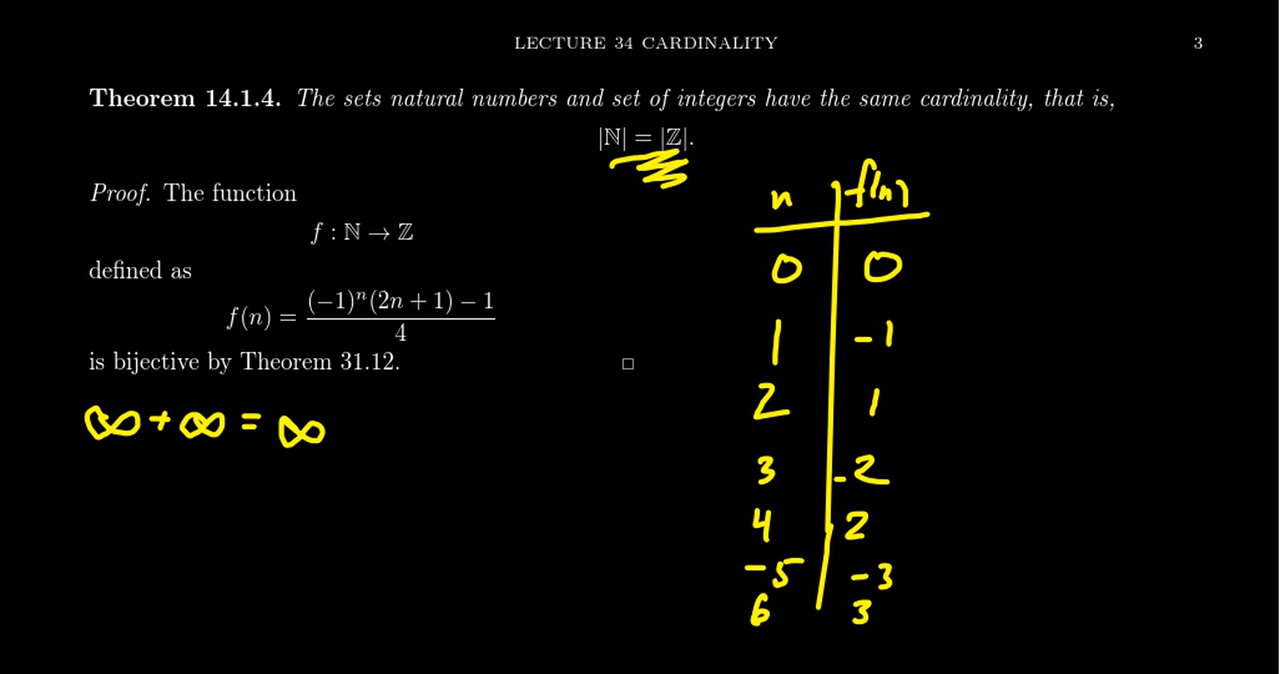 LECTURE 34 CARDINALITY 3
Theorem 14.1.4. The sets natural numbers and set of integers have the same cardinality, that is,
|ℕ| = |ℤ|.
Proof. The function
f : ℕ → ℤ
defined as
f(n) = ((−1)ⁿ(2n + 1) − 1)/4
is bijective by Theorem 31.12. □
∞ + ∞ = ∞
n f(n)
0 0
1 -1
2 1
3 -2
4 2
-5 -3
6 3